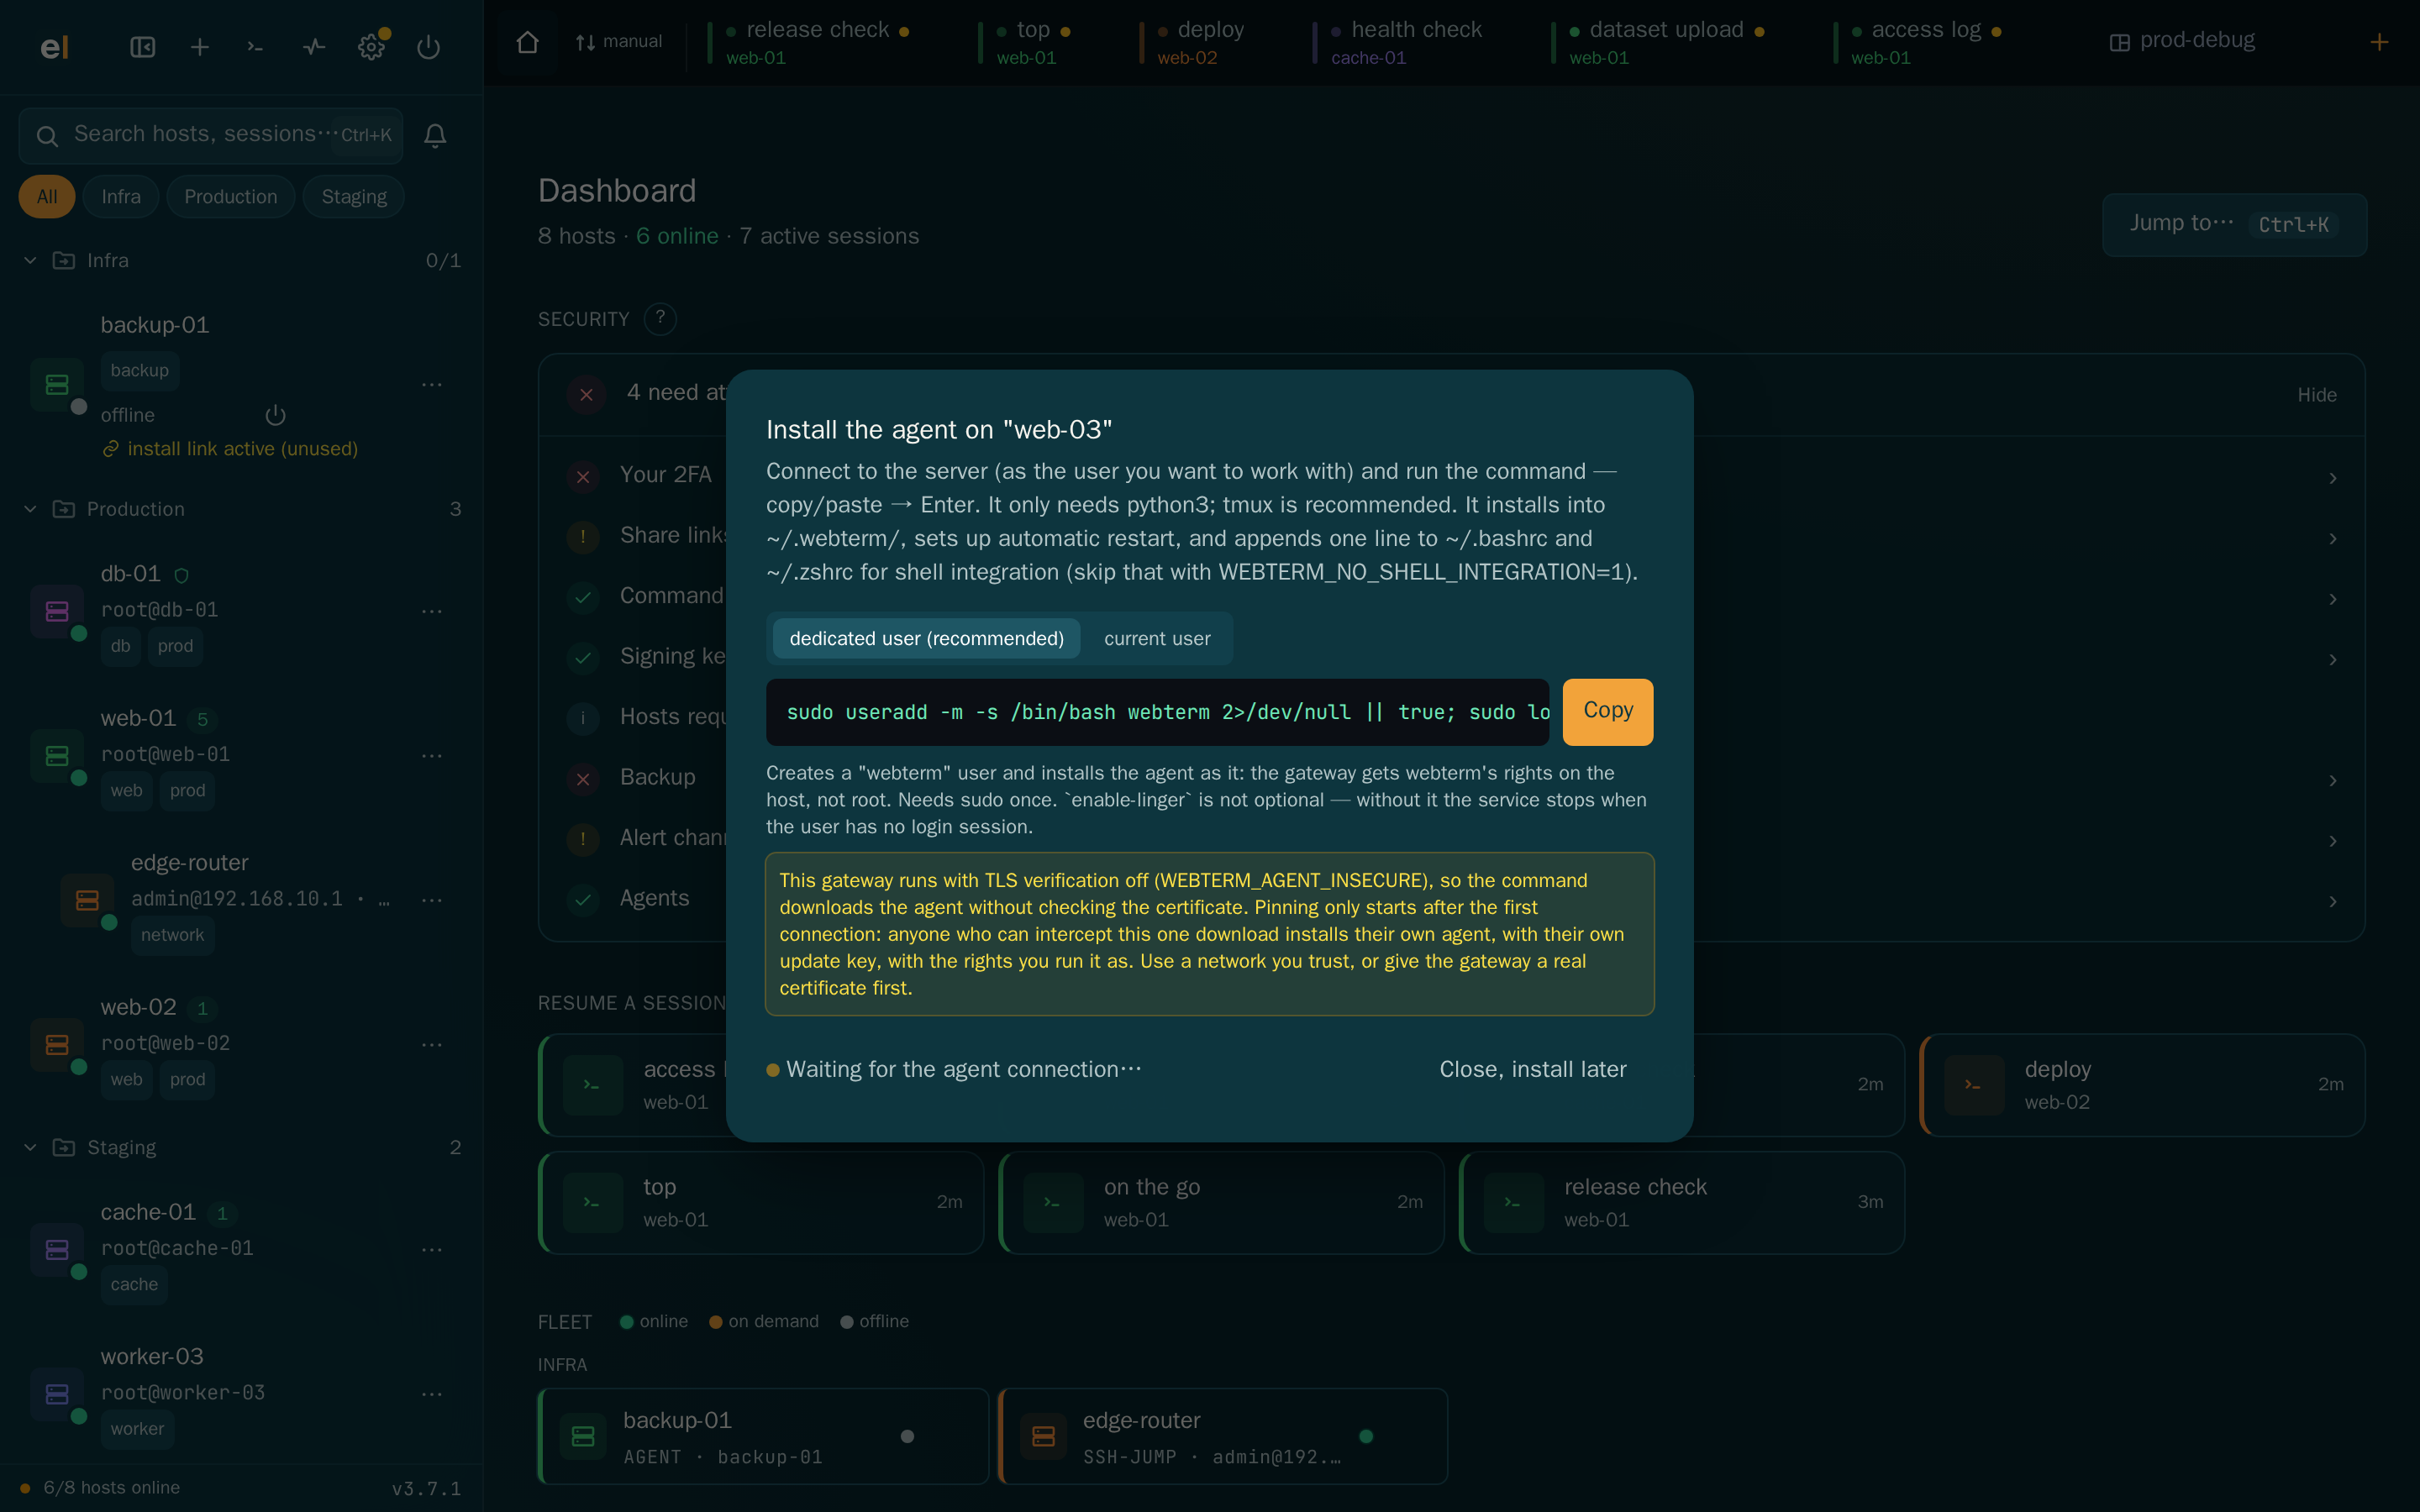 el
Search hosts, sessions… Ctrl+K
All Infra Production Staging
Infra 0/1
backup-01
backup
offline
install link active (unused)
Production 3
db-01
root@db-01
db prod
web-01 5
root@web-01
web prod
edge-router
admin@192.168.10.1 · …
network
web-02 1
root@web-02
web prod
Staging 2
cache-01 1
root@cache-01
cache
worker-03
root@worker-03
worker
6/8 hosts online v3.7.1
manual
release check
web-01
top
web-01
deploy
web-02
health check
cache-01
dataset upload
web-01
access log
web-01
prod-debug
Dashboard
8 hosts · 6 online · 7 active sessions
Jump to… Ctrl+K
SECURITY ?
4 need at
Hide
Your 2FA
Share links
Command
Signing ke
Hosts requ
Backup
Alert chann
Agents
Install the agent on "web-03"
Connect to the server (as the user you want to work with) and run the command —
copy/paste → Enter. It only needs python3; tmux is recommended. It installs into
~/.webterm/, sets up automatic restart, and appends one line to ~/.bashrc and
~/.zshrc for shell integration (skip that with WEBTERM_NO_SHELL_INTEGRATION=1).
dedicated user (recommended) current user
sudo useradd -m -s /bin/bash webterm 2>/dev/null || true; sudo lo
Copy
Creates a "webterm" user and installs the agent as it: the gateway gets webterm's rights on the
host, not root. Needs sudo once. `enable-linger` is not optional — without it the service stops when
the user has no login session.
This gateway runs with TLS verification off (WEBTERM_AGENT_INSECURE), so the command
downloads the agent without checking the certificate. Pinning only starts after the first
connection: anyone who can intercept this one download installs their own agent, with their own
update key, with the rights you run it as. Use a network you trust, or give the gateway a real
certificate first.
Waiting for the agent connection… Close, install later
RESUME A SESSION
access l
web-01
2m
deploy
web-02
2m
top
web-01
2m
on the go
web-01
2m
release check
web-01
3m
FLEET online on demand offline
INFRA
backup-01
AGENT · backup-01
edge-router
SSH-JUMP · admin@192.…